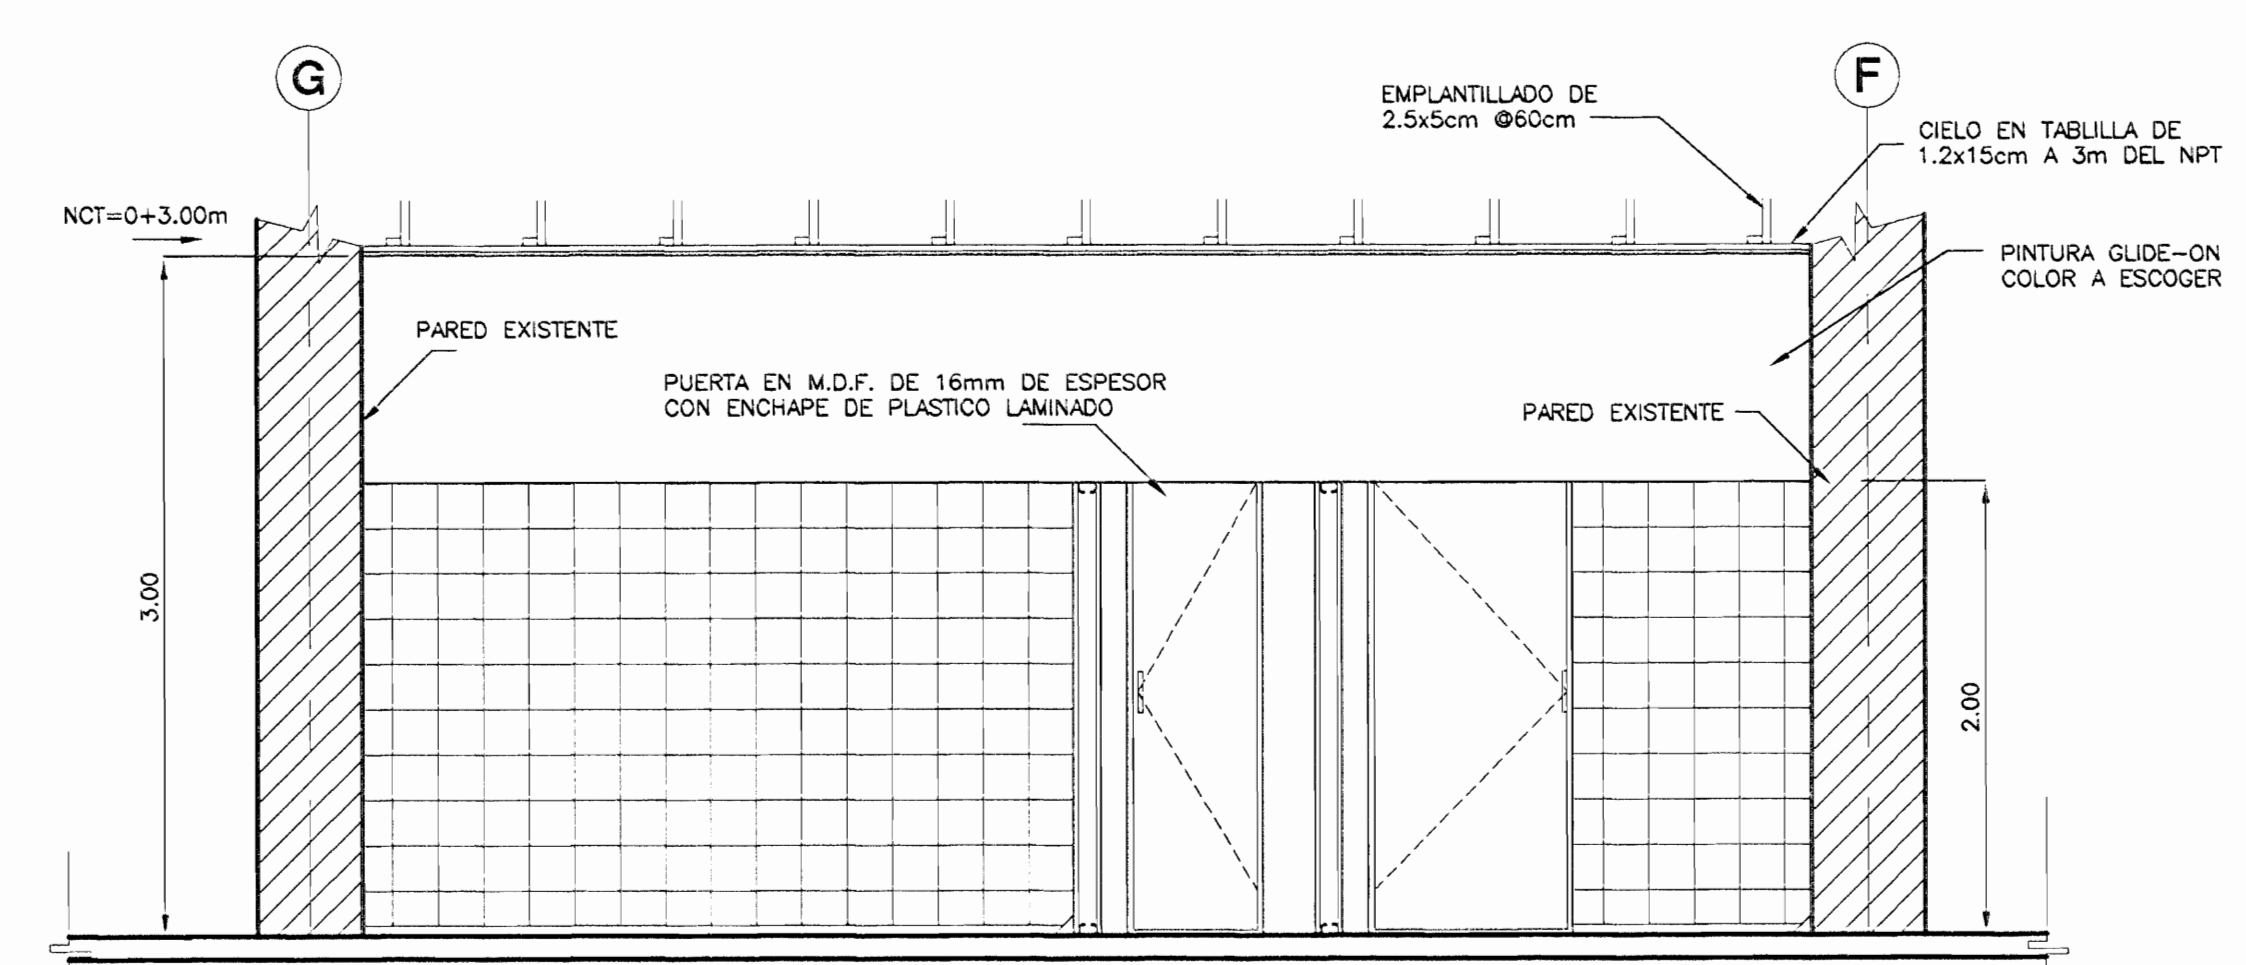 G
F
EMPLANTILLADO DE
2.5x5cm @60cm
CIELO EN TABLILLA DE
1.2x15cm A 3m DEL NPT
NCT=0+3.00m
PINTURA GLIDE-ON
COLOR A ESCOGER
PARED EXISTENTE
PUERTA EN M.D.F. DE 16mm DE ESPESOR
CON ENCHAPE DE PLASTICO LAMINADO
PARED EXISTENTE
3.00
2.00